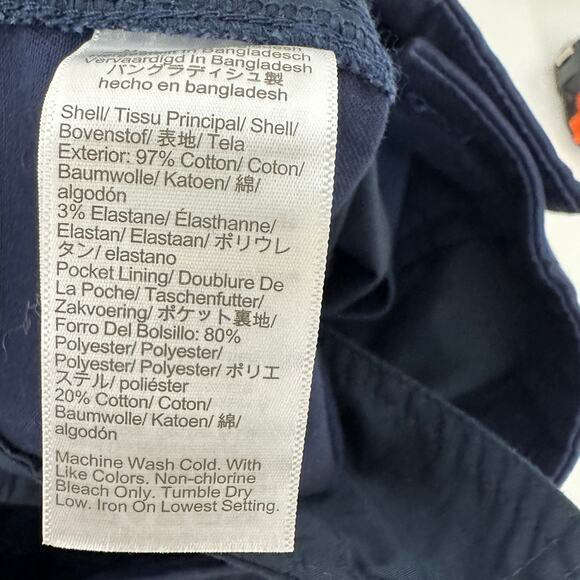 in Bangladesch
Vervaardigd in Bangladesh
バングラディシュ製
hecho en bangladesh
Shell/ Tissu Principal/ Shell/
Bovenstof/ 表地/ Tela
Exterior: 97% Cotton/ Coton/
Baumwolle/ Katoen/ 綿/
algodón
3% Elastane/ Élasthanne/
Elastan/ Elastaan/ ポリウレ
タン/ elastano
Pocket Lining/ Doublure De
La Poche/ Taschenfutter/
Zakvoering/ ポケット裏地/
Forro Del Bolsillo: 80%
Polyester/ Polyester/
Polyester/ Polyester/ ポリエ
ステル/ poliéster
20% Cotton/ Coton/
Baumwolle/ Katoen/ 綿/
algodón
Machine Wash Cold. With
Like Colors. Non-chlorine
Bleach Only. Tumble Dry
Low. Iron On Lowest Setting.